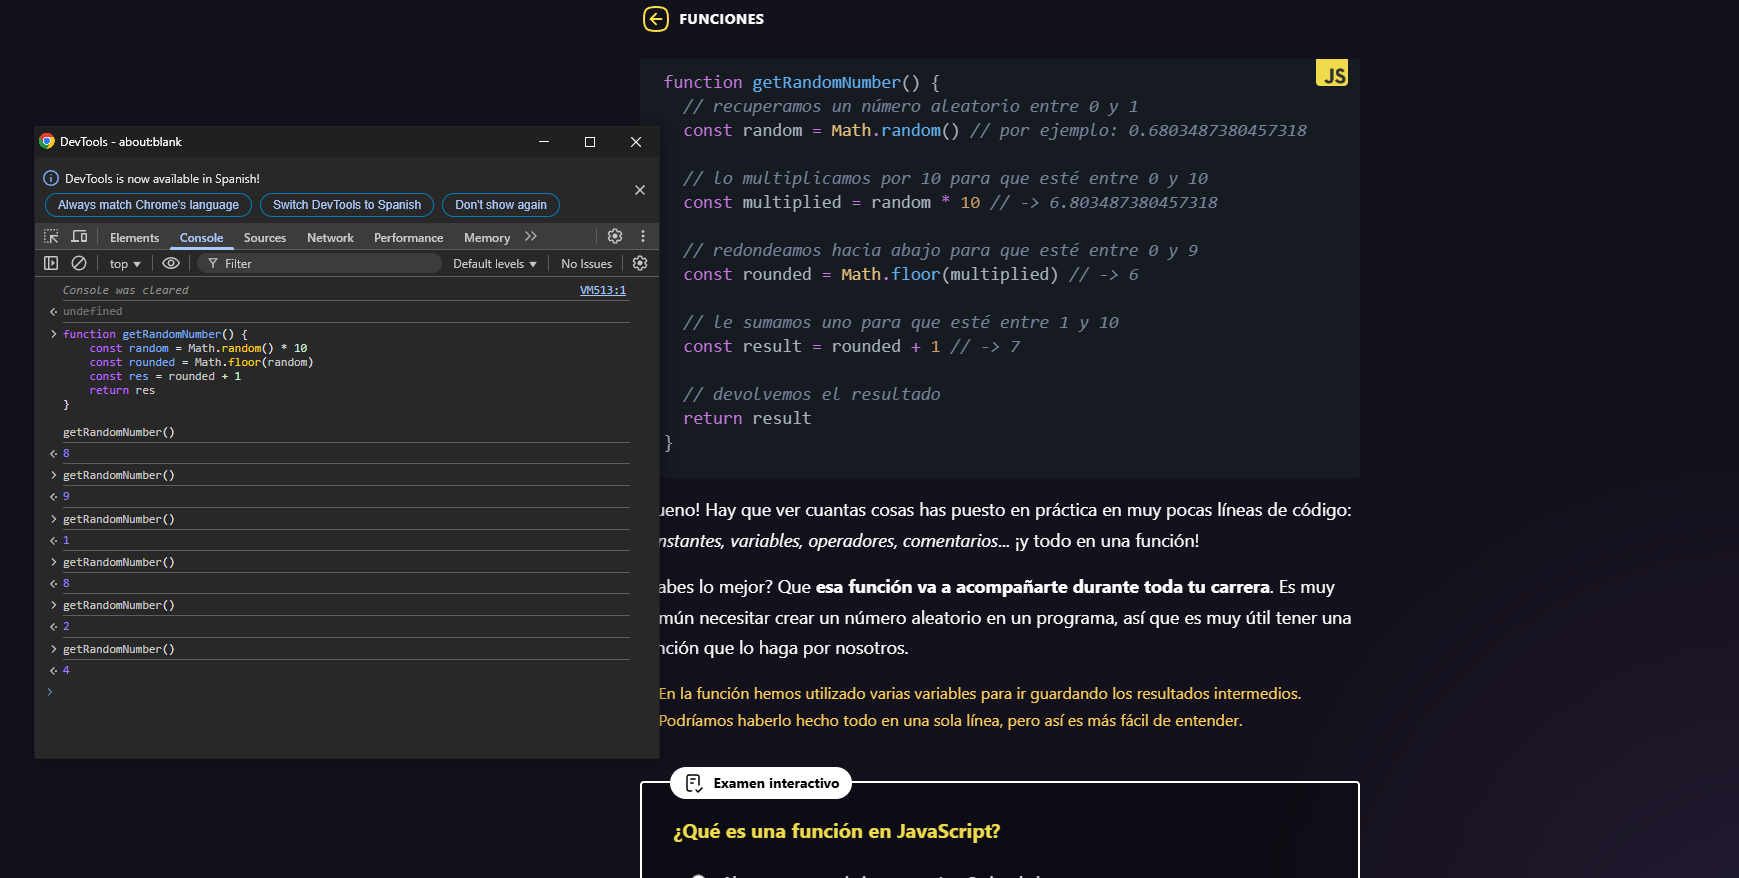 FUNCIONES
JS
function getRandomNumber() {
// recuperamos un número aleatorio entre 0 y 1
const random = Math.random() // por ejemplo: 0.6803487380457318
// lo multiplicamos por 10 para que esté entre 0 y 10
const multiplied = random * 10 // -> 6.803487380457318
// redondeamos hacia abajo para que esté entre 0 y 9
const rounded = Math.floor(multiplied) // -> 6
// le sumamos uno para que esté entre 1 y 10
const result = rounded + 1 // -> 7
// devolvemos el resultado
return result
}
DevTools - about:blank
DevTools is now available in Spanish!
Always match Chrome's language Switch DevTools to Spanish Don't show again
Elements Console Sources Network Performance Memory
top Filter Default levels No Issues
Console was cleared VM513:1
undefined
function getRandomNumber() {
const random = Math.random() * 10
const rounded = Math.floor(random)
const res = rounded + 1
return res
}
getRandomNumber()
8
getRandomNumber()
9
getRandomNumber()
1
getRandomNumber()
8
getRandomNumber()
2
getRandomNumber()
4
ueno! Hay que ver cuantas cosas has puesto en práctica en muy pocas líneas de código:
nstantes, variables, operadores, comentarios... ¡y todo en una función!
abes lo mejor? Que esa función va a acompañarte durante toda tu carrera. Es muy
mún necesitar crear un número aleatorio en un programa, así que es muy útil tener una
nción que lo haga por nosotros.
En la función hemos utilizado varias variables para ir guardando los resultados intermedios.
Podríamos haberlo hecho todo en una sola línea, pero así es más fácil de entender.
Examen interactivo
¿Qué es una función en JavaScript?